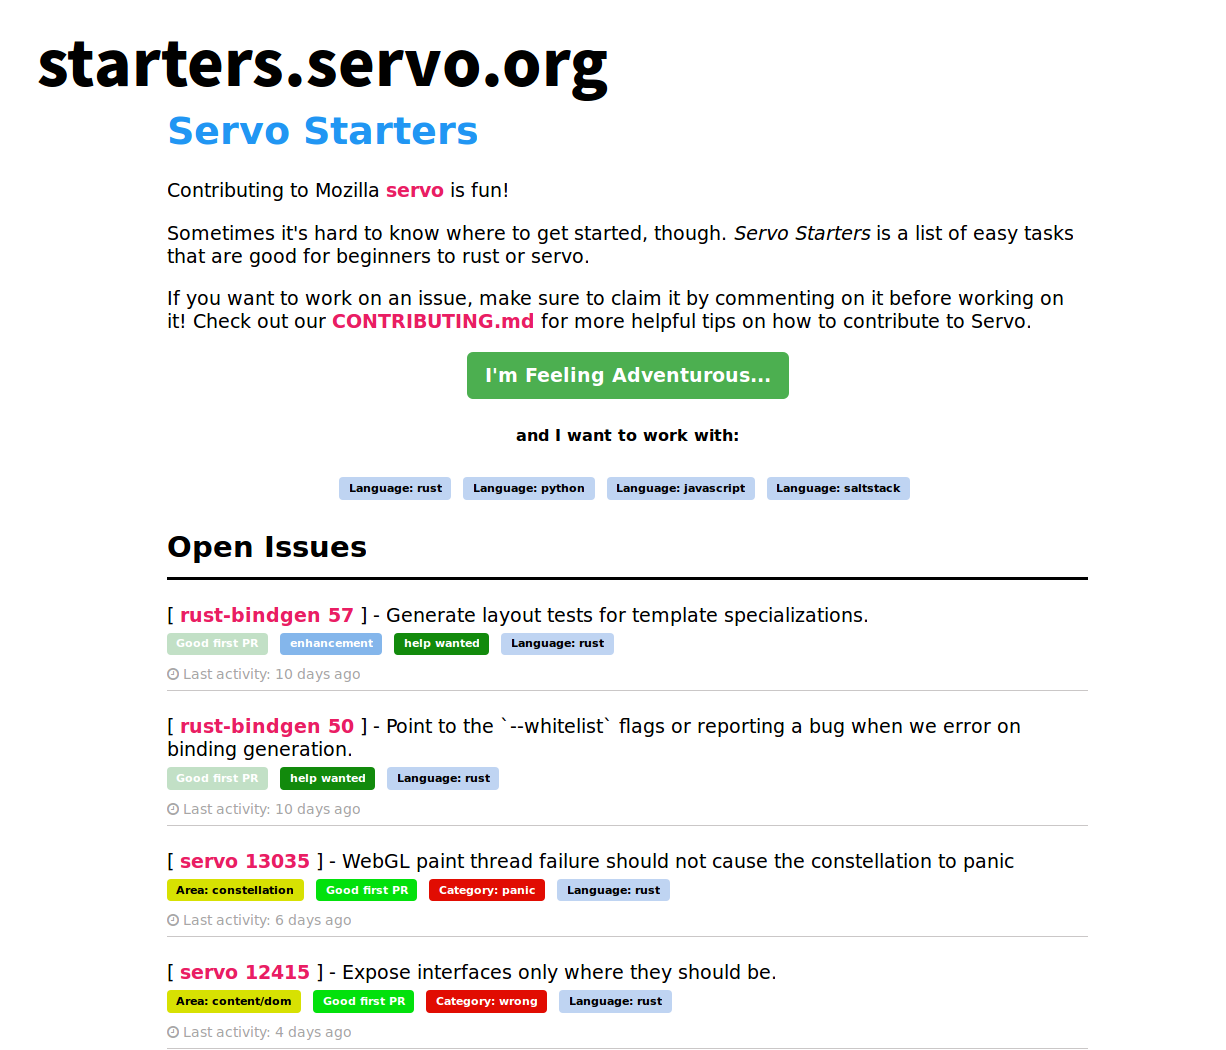 starters.servo.org
Servo Starters
Contributing to Mozilla servo is fun!
Sometimes it's hard to know where to get started, though. Servo Starters is a list of easy tasks
that are good for beginners to rust or servo.
If you want to work on an issue, make sure to claim it by commenting on it before working on
it! Check out our CONTRIBUTING.md for more helpful tips on how to contribute to Servo.
I'm Feeling Adventurous...
and I want to work with:
Language: rust Language: python Language: javascript Language: saltstack
Open Issues
[ rust-bindgen 57 ] - Generate layout tests for template specializations.
Good first PR enhancement help wanted Language: rust
Last activity: 10 days ago
[ rust-bindgen 50 ] - Point to the `--whitelist` flags or reporting a bug when we error on
binding generation.
Good first PR help wanted Language: rust
Last activity: 10 days ago
[ servo 13035 ] - WebGL paint thread failure should not cause the constellation to panic
Area: constellation Good first PR Category: panic Language: rust
Last activity: 6 days ago
[ servo 12415 ] - Expose interfaces only where they should be.
Area: content/dom Good first PR Category: wrong Language: rust
Last activity: 4 days ago